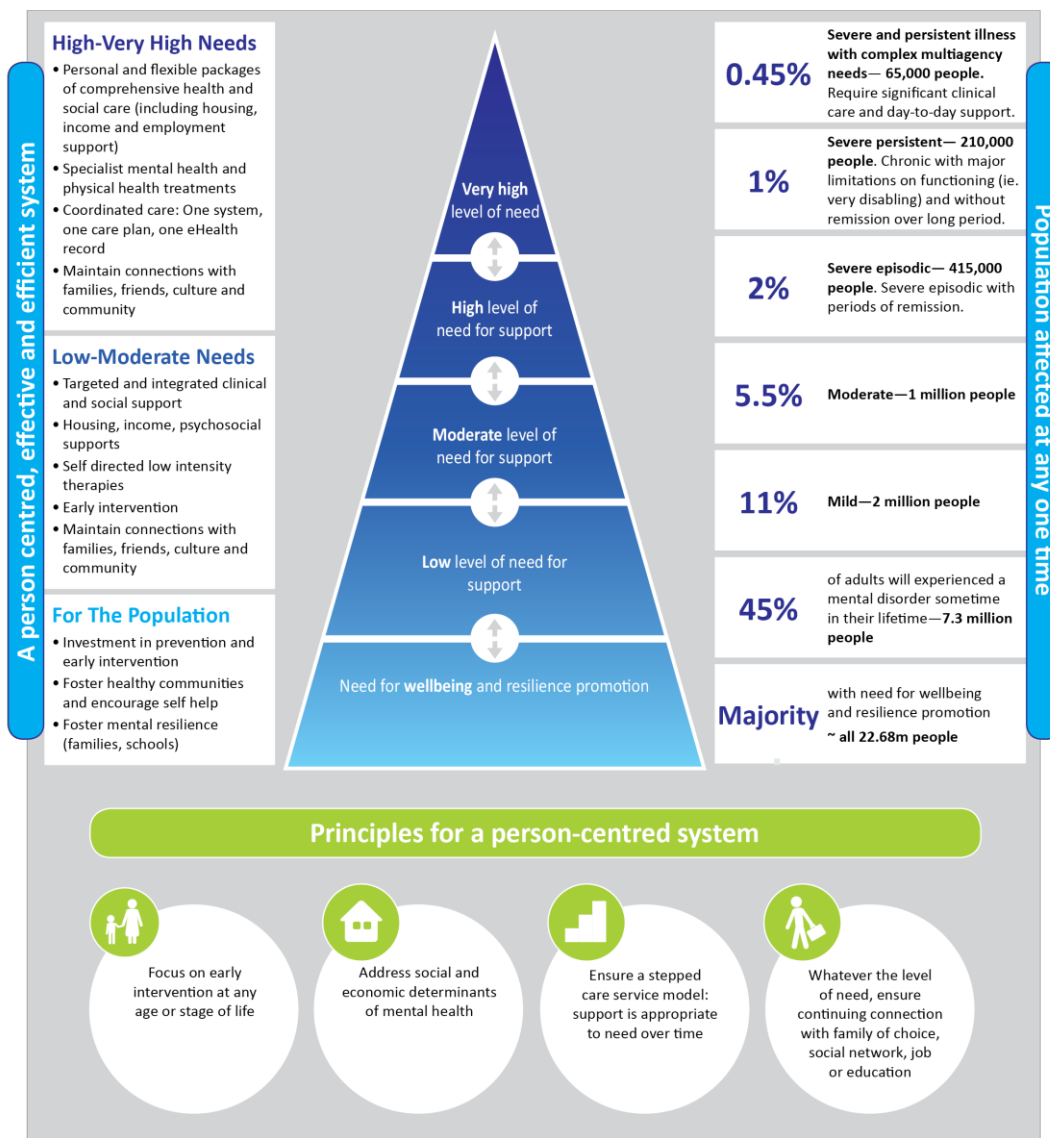 A person centred, effective and efficient system
High-Very High Needs
• Personal and flexible packages
of comprehensive health and
social care (including housing,
income and employment
support)
• Specialist mental health and
physical health treatments
• Coordinated care: One system,
one care plan, one eHealth
record
• Maintain connections with
families, friends, culture and
community
Low-Moderate Needs
• Targeted and integrated clinical
and social support
• Housing, income, psychosocial
supports
• Self directed low intensity
therapies
• Early intervention
• Maintain connections with
families, friends, culture and
community
For The Population
• Investment in prevention and
early intervention
• Foster healthy communities
and encourage self help
• Foster mental resilience
(families, schools)
Very high
level of need
High level of
need for support
Moderate level of
need for support
Low level of need for
support
Need for wellbeing and resilience promotion
0.45%
Severe and persistent illness
with complex multiagency
needs— 65,000 people.
Require significant clinical
care and day-to-day support.
1%
Severe persistent— 210,000
people. Chronic with major
limitations on functioning (ie.
very disabling) and without
remission over long period.
2%
Severe episodic— 415,000
people. Severe episodic with
periods of remission.
5.5%
Moderate—1 million people
11%
Mild—2 million people
45%
of adults will experienced a
mental disorder sometime
in their lifetime—7.3 million
people
Majority
with need for wellbeing
and resilience promotion
~ all 22.68m people
Population affected at any one time
Principles for a person-centred system
Focus on early
intervention at any
age or stage of life
Address social and
economic determinants
of mental health
Ensure a stepped
care service model:
support is appropriate
to need over time
Whatever the level
of need, ensure
continuing connection
with family of choice,
social network, job
or education